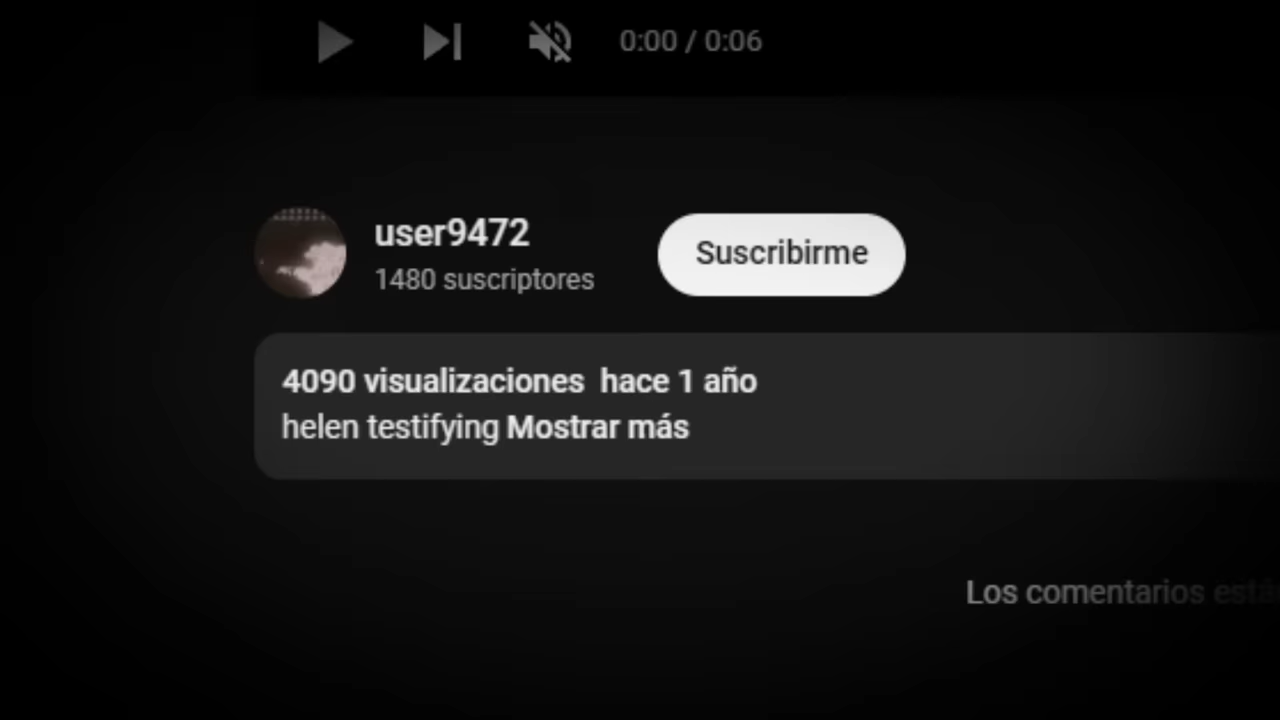 0:00 / 0:06
user9472
Suscribirme
1480 suscriptores
4090 visualizaciones hace 1 año
helen testifying Mostrar más
Los comentarios